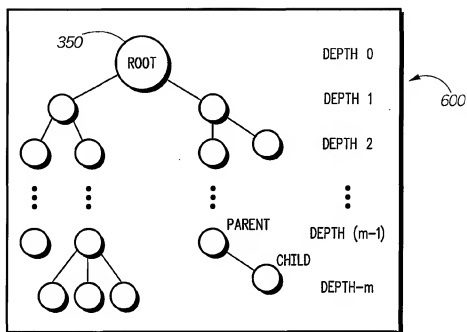 350
ROOT
DEPTH 0
600
DEPTH 1
DEPTH 2
PARENT
DEPTH (m-1)
CHILD
DEPTH-m